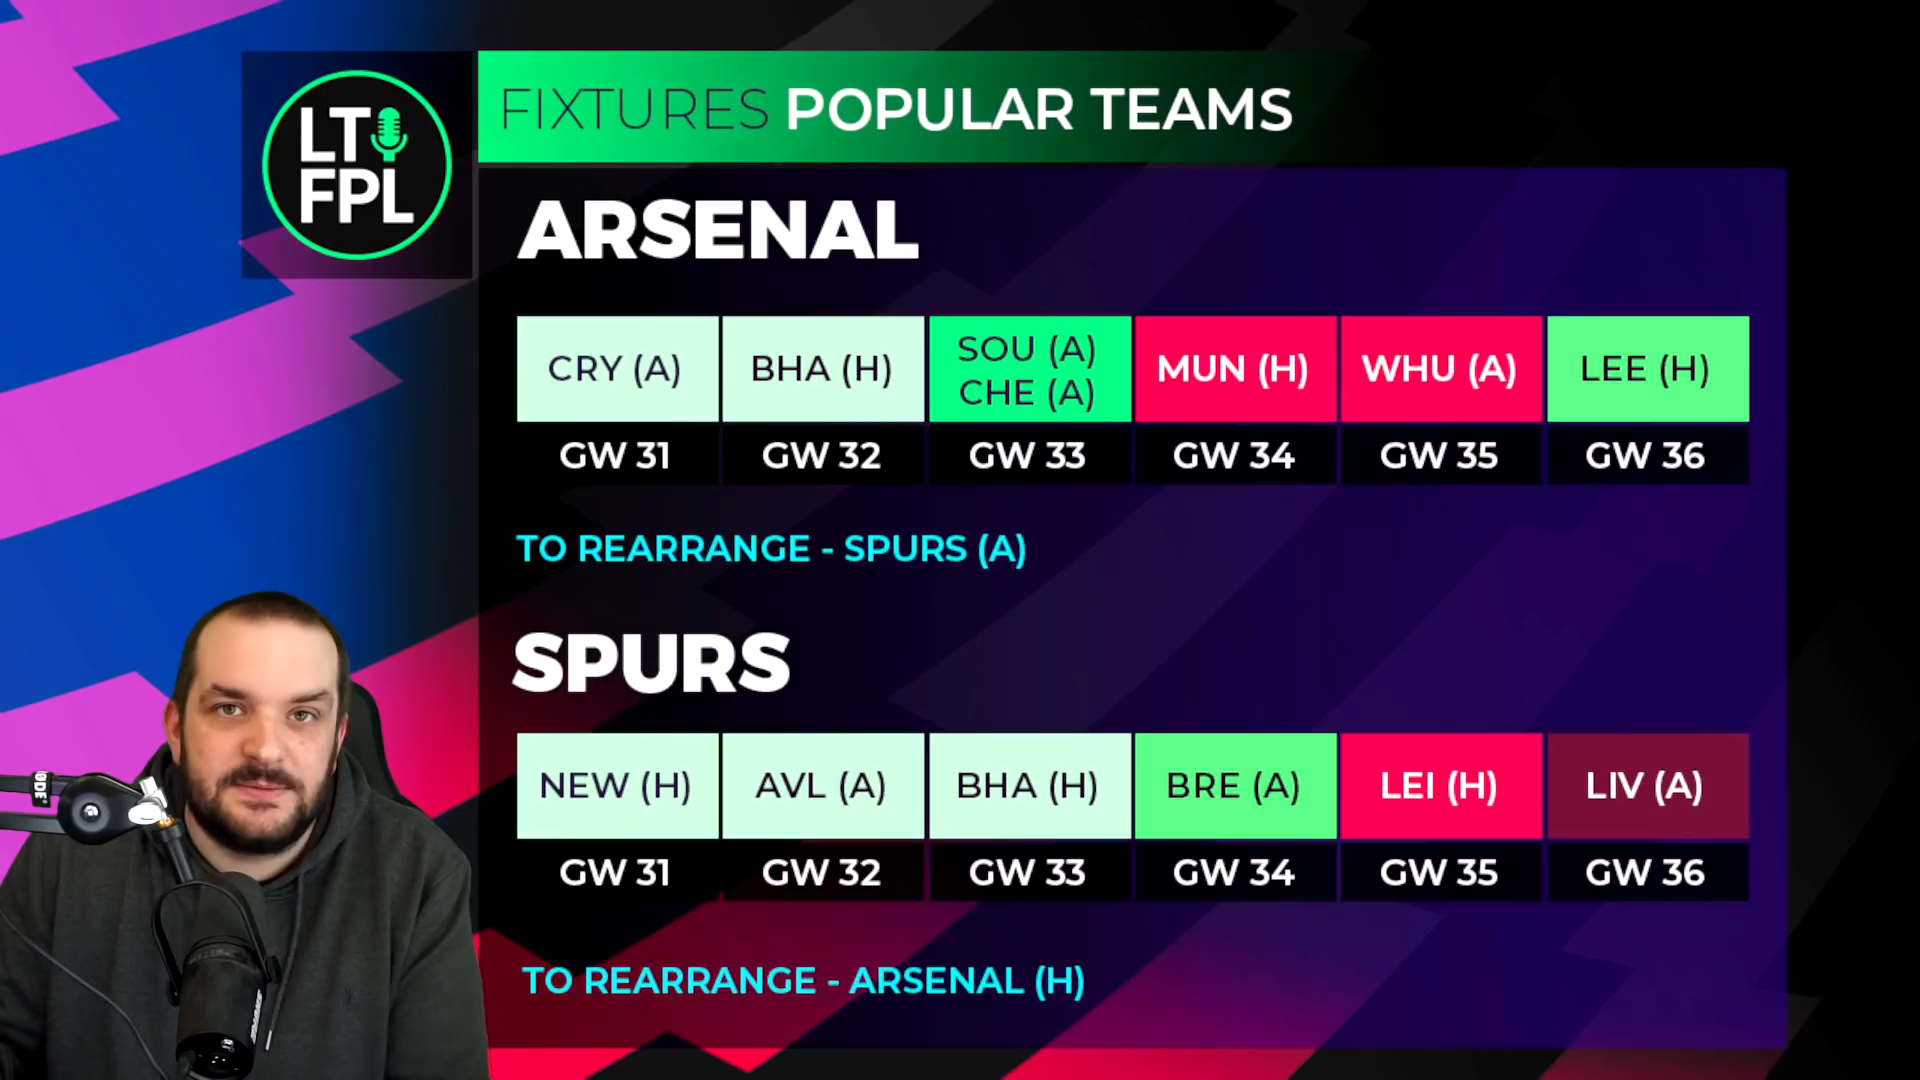 LT
FPL
FIXTURES POPULAR TEAMS
ARSENAL
CRY (A)
BHA (H)
SOU (A)
CHE (A)
MUN (H)
WHU (A)
LEE (H)
GW 31
GW 32
GW 33
GW 34
GW 35
GW 36
TO REARRANGE - SPURS (A)
SPURS
NEW (H)
AVL (A)
BHA (H)
BRE (A)
LEI (H)
LIV (A)
GW 31
GW 32
GW 33
GW 34
GW 35
GW 36
TO REARRANGE - ARSENAL (H)